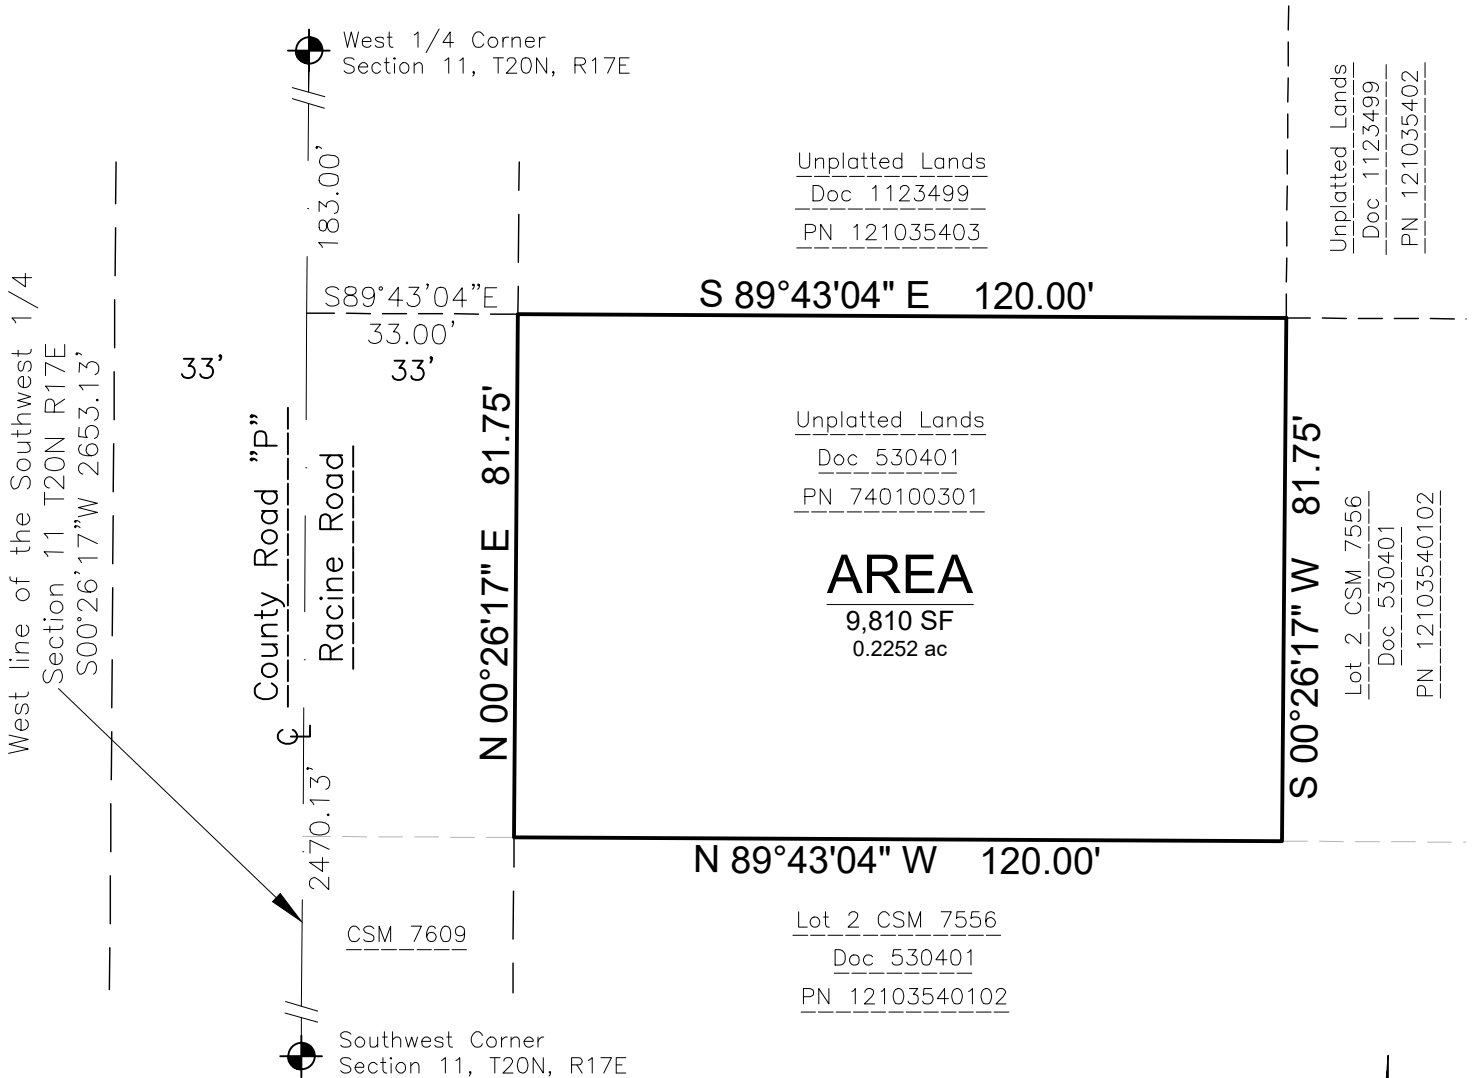 West 1/4 Corner
Section 11, T20N, R17E
183.00'
Unplatted Lands
Doc 1123499
PN 121035403
Unplatted Lands
Doc 1123499
PN 121035402
S89°43'04"E
33.00'
S 89°43'04" E 120.00'
33'
33'
West line of the Southwest 1/4
Section 11 T20N R17E
S00°26'17"W 2653.13'
County Road "P"
Racine Road
N 00°26'17" E 81.75'
Unplatted Lands
Doc 530401
PN 740100301
AREA
9,810 SF
0.2252 ac
S 00°26'17" W 81.75'
Lot 2 CSM 7556
Doc 530401
PN 12103540102
CL
2470.13'
N 89°43'04" W 120.00'
CSM 7609
Lot 2 CSM 7556
Doc 530401
PN 12103540102
Southwest Corner
Section 11, T20N, R17E